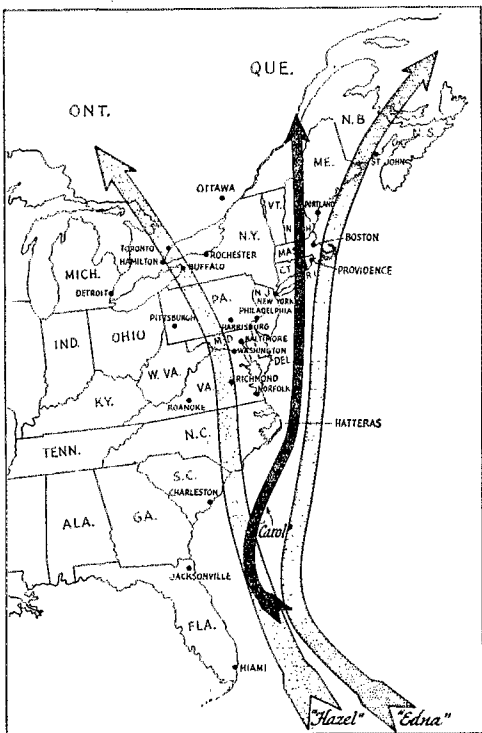 QUE.
ONT.
N.B
N.S.
ME.
ST. JOHN
OTTAWA
VT.
PORTLAND
N.H.
N.Y.
TORONTO
ROCHESTER
BOSTON
HAMILTON
MAS
BUFFALO
MICH.
CT
R.I.
PROVIDENCE
DETROIT
PA.
N.J.
NEW YORK
PHILADELPHIA
PITTSBURGH
HARRISBURG
IND.
OHIO
M.D
BALTIMORE
WASHINGTON
DEL
W. VA.
VA
RICHMOND
NORFOLK
KY.
ROANOKE
HATTERAS
N.C.
TENN.
S.C.
CHARLESTON
Carol
ALA.
GA.
JACKSONVILLE
FLA.
MIAMI
"Hazel"
"Edna"